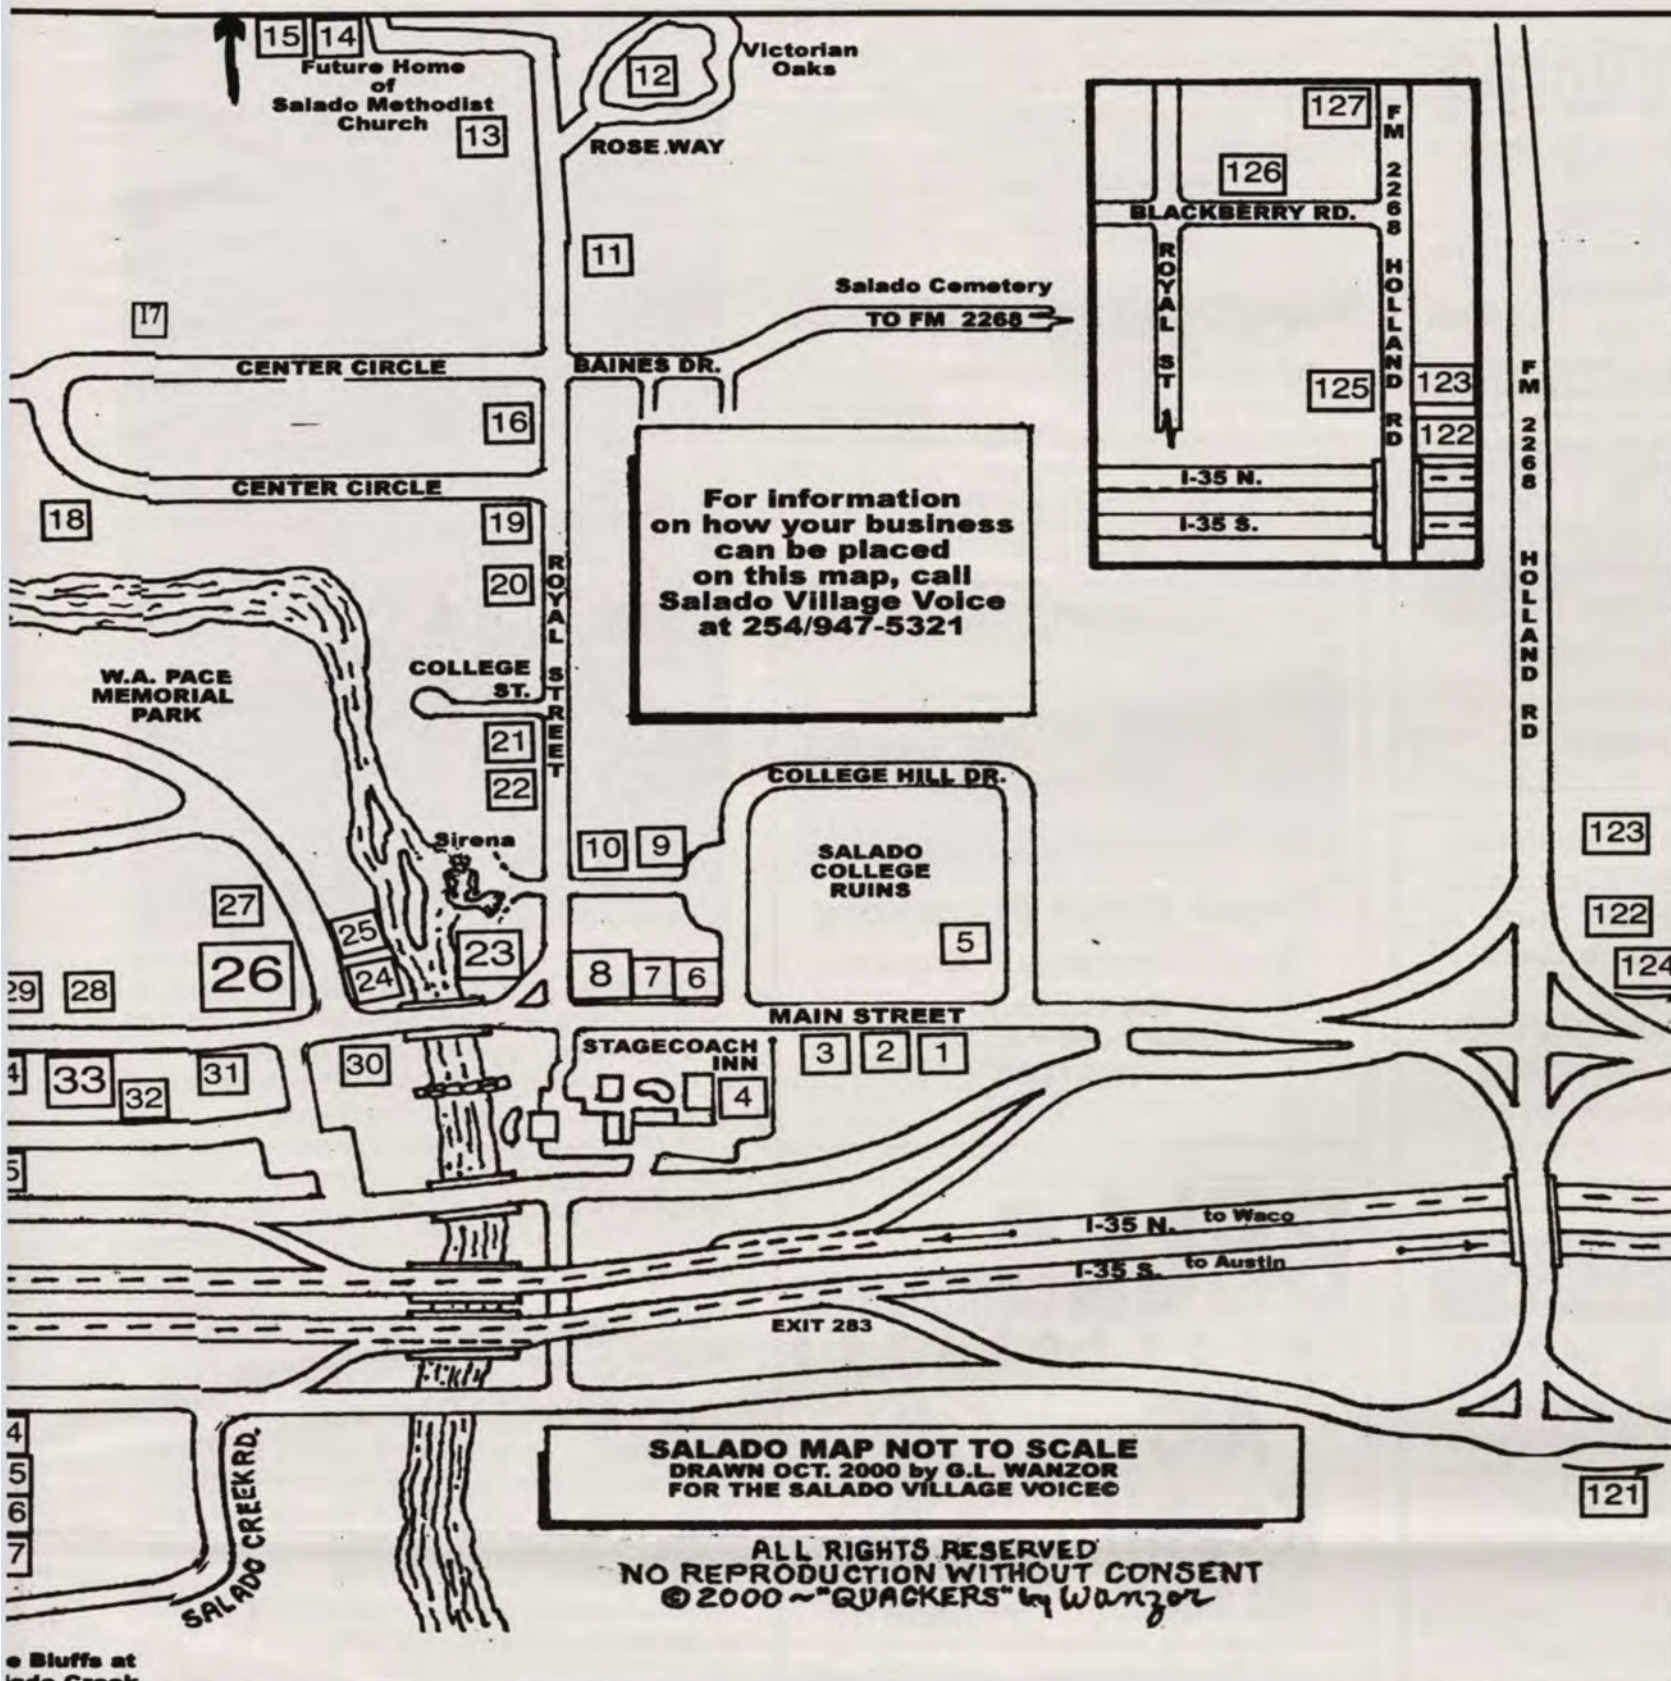 15 14
Future Home
of
Salado Methodist
Church
13
12
Victorian
Oaks
ROSE WAY
11
17
Salado Cemetery
TO FM 2268
CENTER CIRCLE
BAINES DR.
16
CENTER CIRCLE
18
19
20
ROYAL STREET
For information
on how your business
can be placed
on this map, call
Salado Village Voice
at 254/947-5321
127
FM 2268 HOLLAND RD
126
BLACKBERRY RD.
ROYAL ST
125
123
122
I-35 N.
I-35 S.
FM 2268 HOLLAND RD
W.A. PACE
MEMORIAL
PARK
COLLEGE
ST.
21
22
COLLEGE HILL DR.
Sirena
10 9
SALADO
COLLEGE
RUINS
5
123
122
124
27
25
24
23
26
29 28
8 7 6
MAIN STREET
STAGECOACH
INN
4
3 2 1
33
32
31
30
4
5
I-35 N. to Waco
I-35 S. to Austin
EXIT 283
4
5
6
7
SALADO CREEK RD.
121
SALADO MAP NOT TO SCALE
DRAWN OCT. 2000 by G.L. WANZOR
FOR THE SALADO VILLAGE VOICE©
ALL RIGHTS RESERVED
NO REPRODUCTION WITHOUT CONSENT
©2000~"QUACKERS" by Wanzor
e Bluffs at